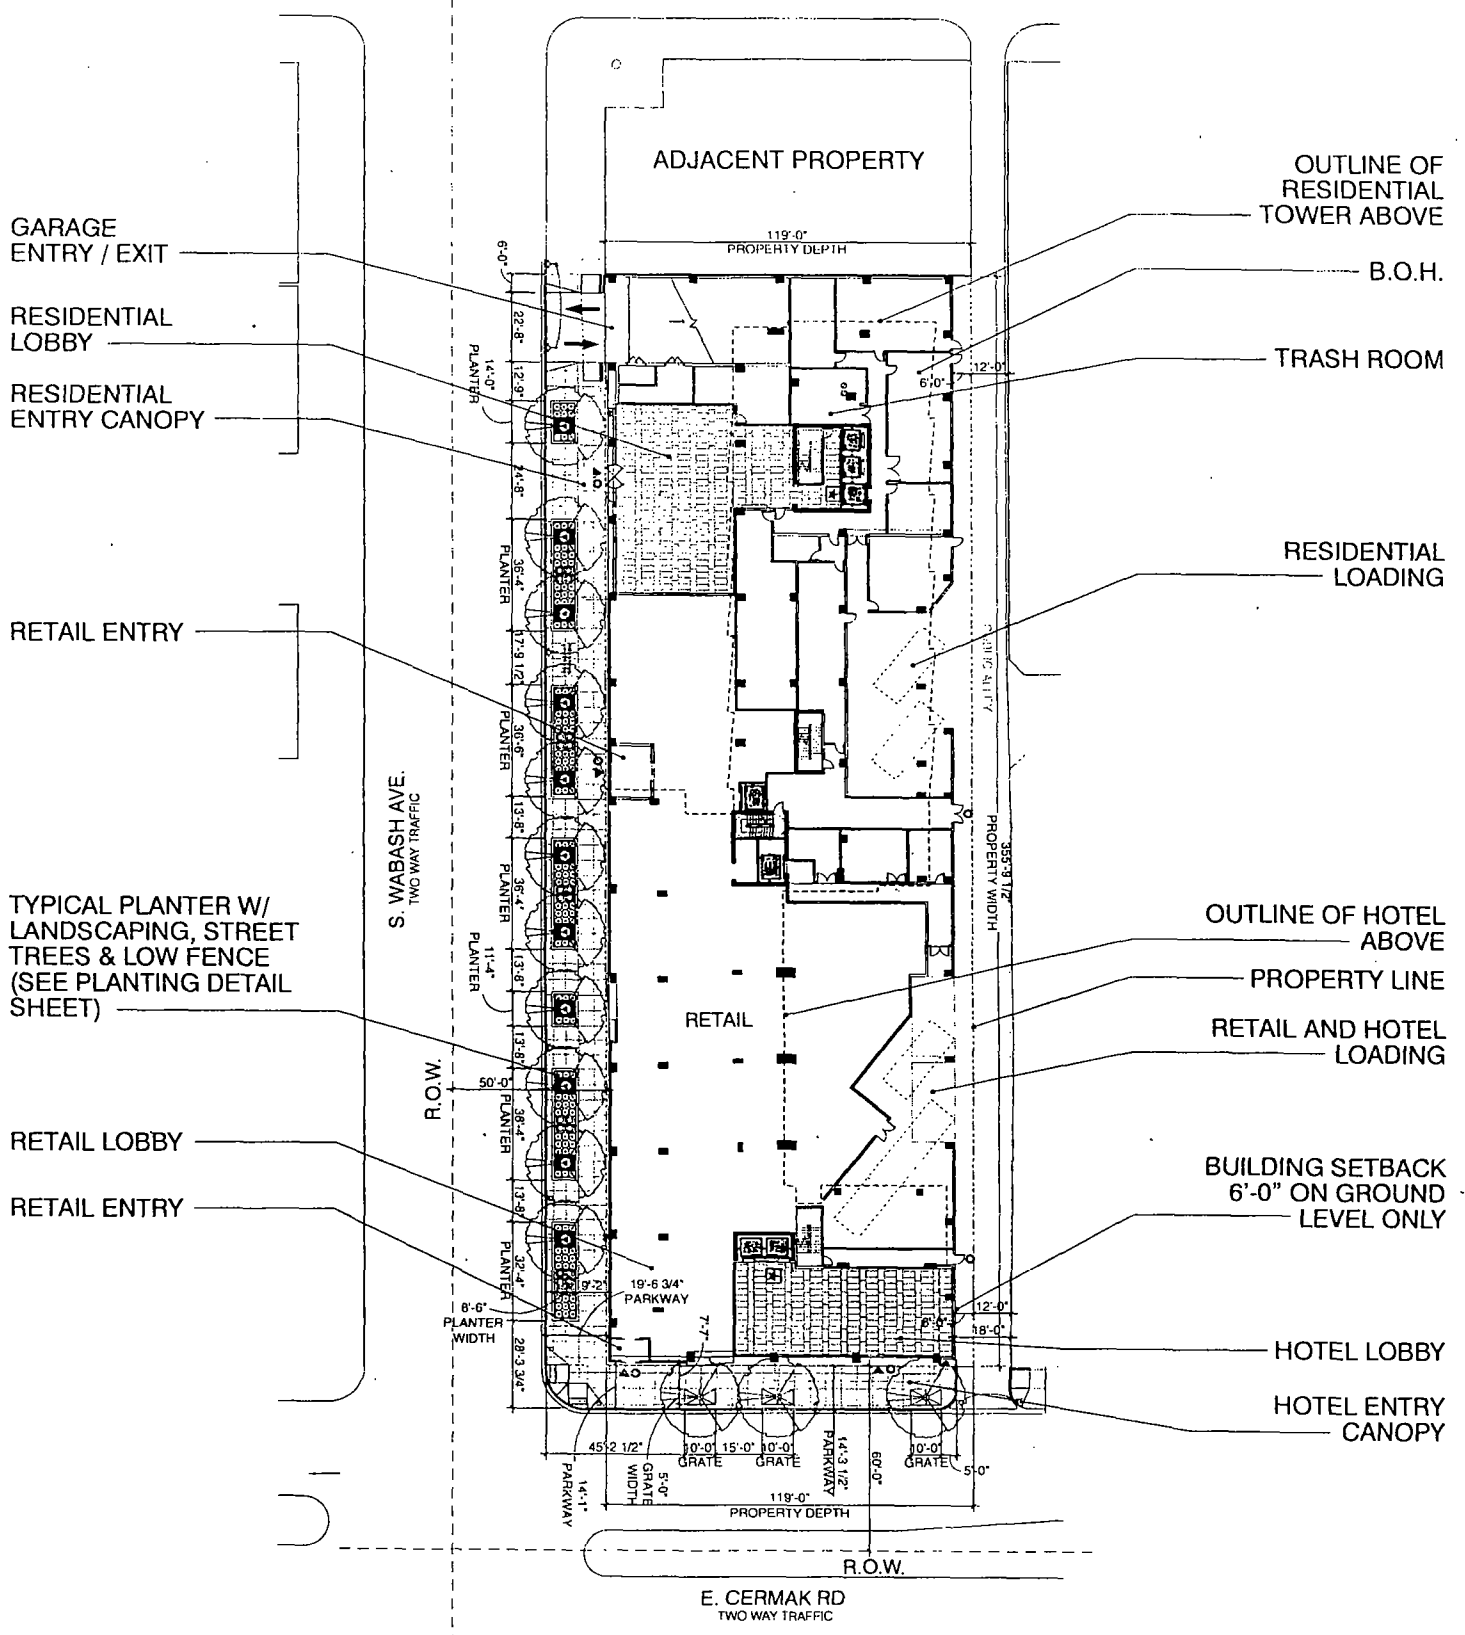 ADJACENT PROPERTY
119'-0"
PROPERTY DEPTH
GARAGE
ENTRY / EXIT
RESIDENTIAL
LOBBY
RESIDENTIAL
ENTRY CANOPY
RETAIL ENTRY
TYPICAL PLANTER W/
LANDSCAPING, STREET
TREES & LOW FENCE
(SEE PLANTING DETAIL
SHEET)
RETAIL LOBBY
RETAIL ENTRY
S. WABASH AVE.
TWO WAY TRAFFIC
R.O.W.
50'-0"
6'-0"
22'-8"
12'-9"
14'-0"
PLANTER
24'-8"
36'-4"
PLANTER
17'-9 1/2"
36'-6"
PLANTER
13'-8"
36'-4"
PLANTER
13'-8"
11'-4"
PLANTER
13'-8"
38'-4"
PLANTER
13'-8"
32'-4"
PLANTER
8'-6"
PLANTER
WIDTH
28'-3 3/4"
19'-6 3/4"
PARKWAY
7'-7"
RETAIL
OUTLINE OF
RESIDENTIAL
TOWER ABOVE
B.O.H.
TRASH ROOM
12'-0"
6'-0"
RESIDENTIAL
LOADING
PUBLIC ALLEY
355'-9 1/2"
PROPERTY WIDTH
OUTLINE OF HOTEL
ABOVE
PROPERTY LINE
RETAIL AND HOTEL
LOADING
BUILDING SETBACK
6'-0" ON GROUND
LEVEL ONLY
12'-0"
6'-0"
18'-0"
HOTEL LOBBY
HOTEL ENTRY
CANOPY
45'-2 1/2"
10'-0"
GRATE
15'-0"
10'-0"
GRATE
10'-0"
GRATE
5'-0"
14'-1"
PARKWAY
5'-0"
GRATE
WIDTH
14'-3 1/2"
PARKWAY
60'-0"
119'-0"
PROPERTY DEPTH
R.O.W.
E. CERMAK RD
TWO WAY TRAFFIC